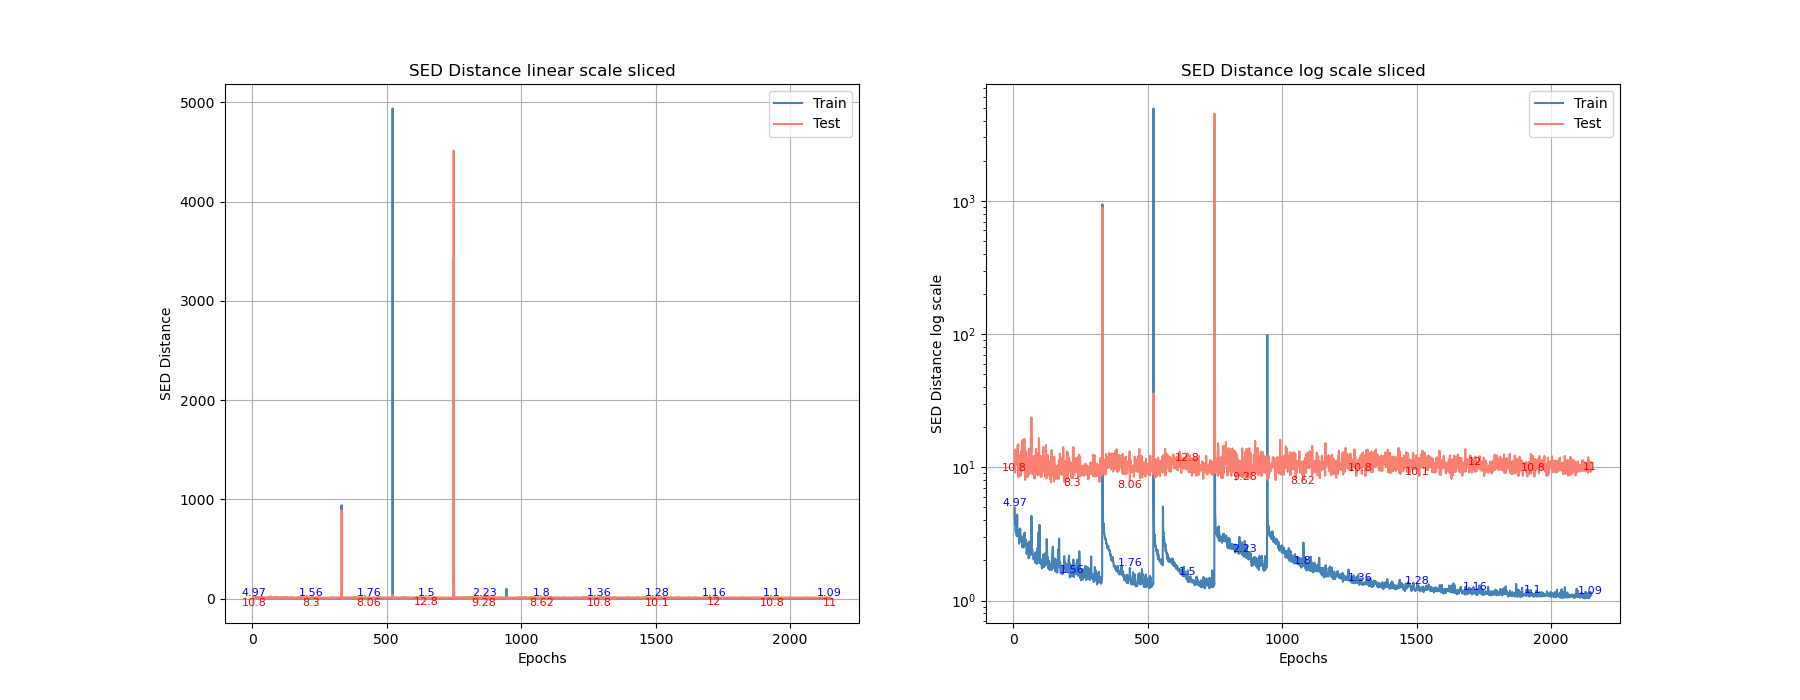 SED Distance linear scale sliced
SED Distance
5000
4000
3000
2000
1000
0
Train
Test
4.97 1.56 1.76 1.5 2.23 1.8 1.36 1.28 1.16 1.1 1.09
10.8 8.3 8.06 12.8 9.28 8.62 10.8 10.1 12 10.8 11
0 500 1000 1500 2000
Epochs
SED Distance log scale sliced
SED Distance log scale
10³
10²
10¹
10⁰
Train
Test
10.8 8.3 8.06 12.8 9.28 8.62 10.8 10.1 12 10.8 11
4.97 1.56 1.76 1.5 2.23 1.8 1.36 1.28 1.16 1.1 1.09
0 500 1000 1500 2000
Epochs